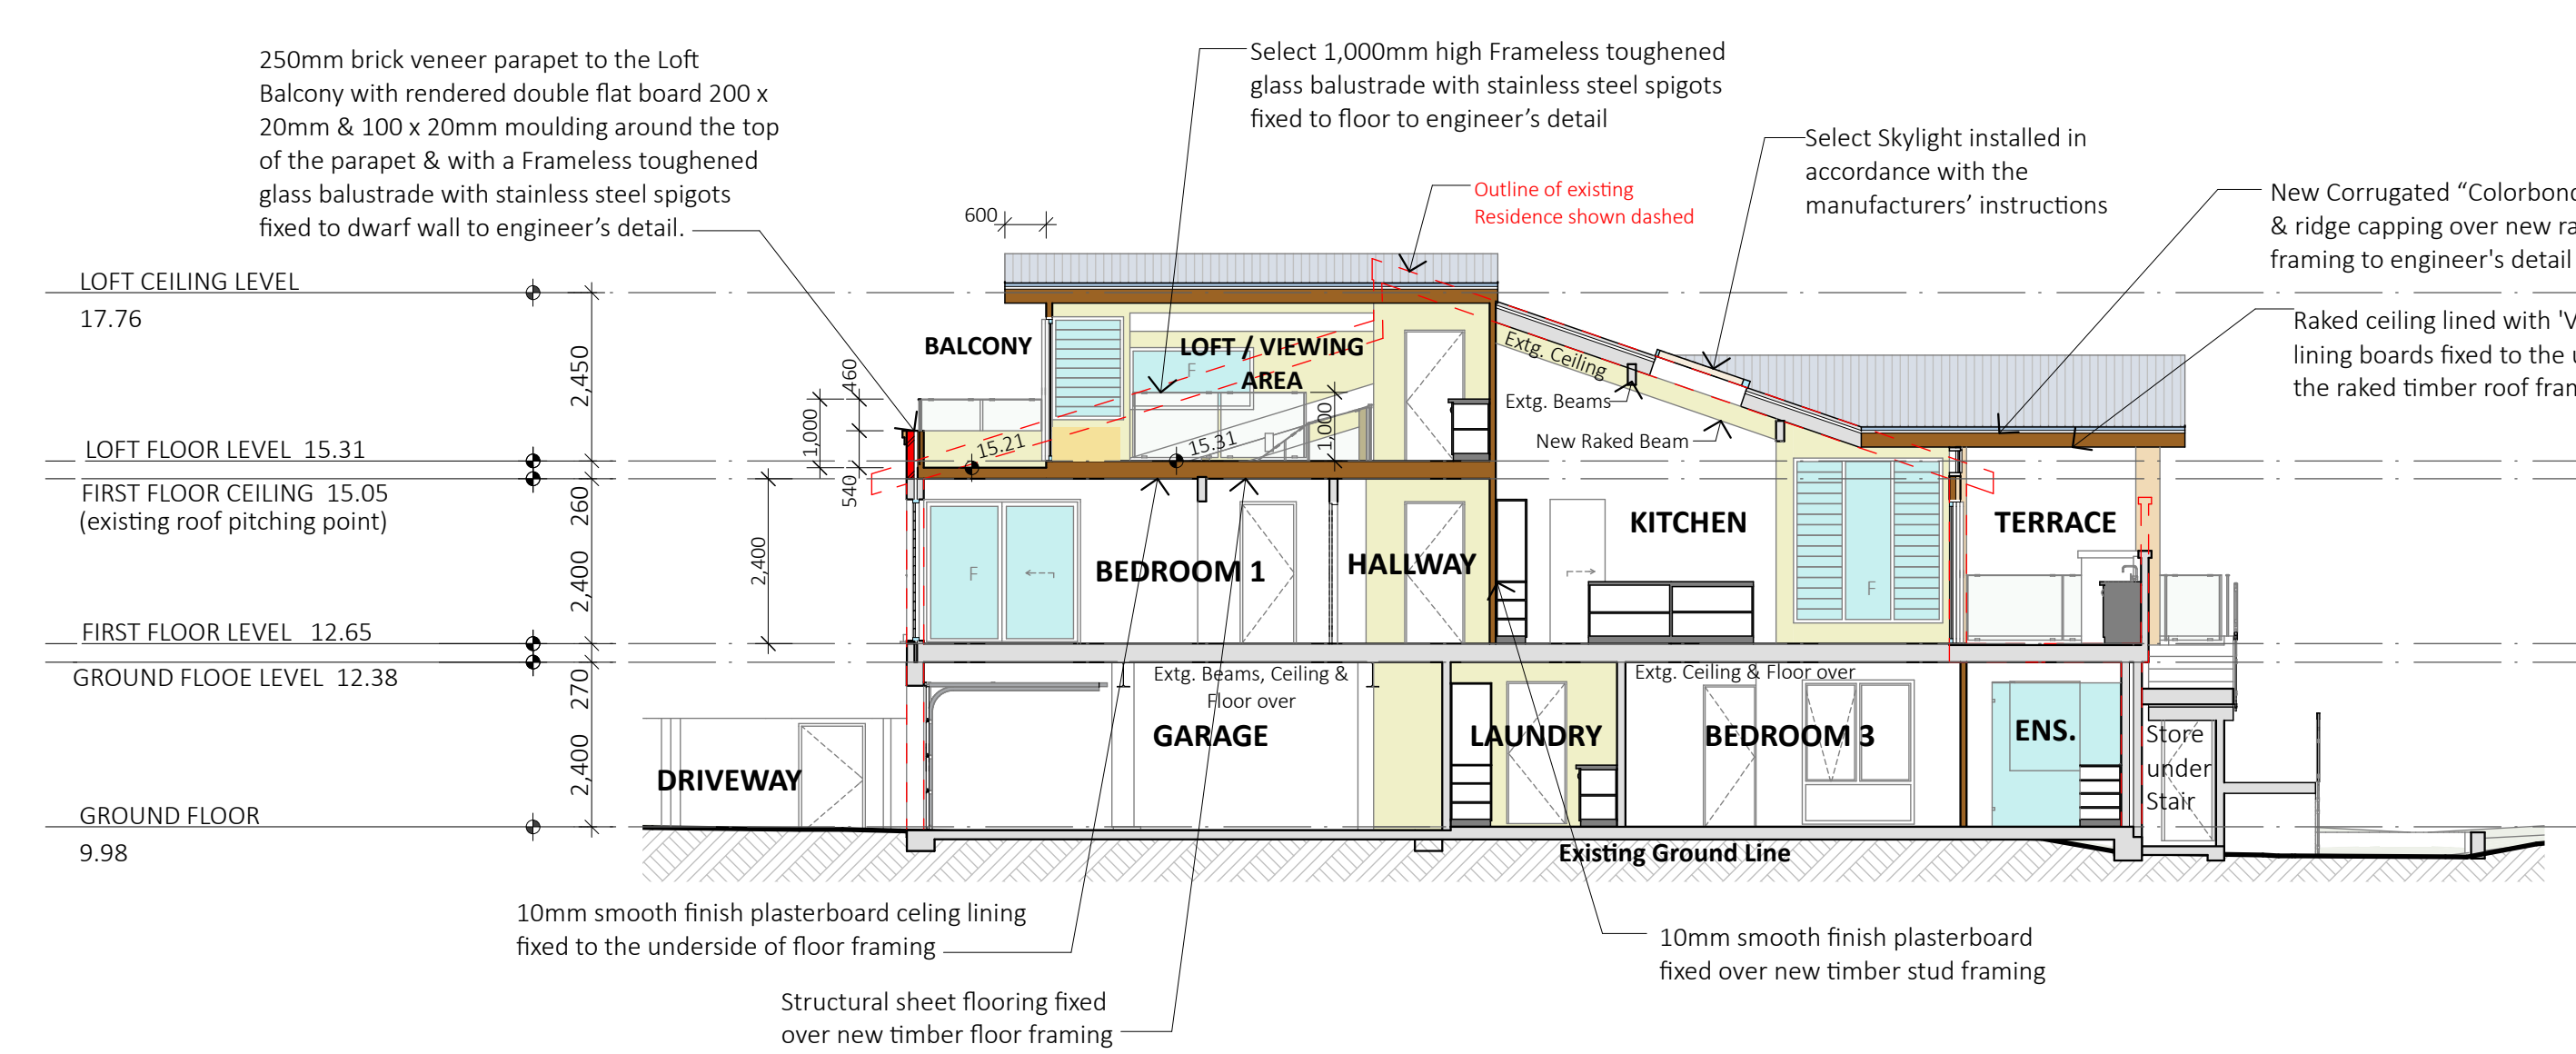 250mm brick veneer parapet to the Loft
Balcony with rendered double flat board 200 x
20mm & 100 x 20mm moulding around the top
of the parapet & with a Frameless toughened
glass balustrade with stainless steel spigots
fixed to dwarf wall to engineer’s detail.
Select 1,000mm high Frameless toughened
glass balustrade with stainless steel spigots
fixed to floor to engineer’s detail
Outline of existing
Residence shown dashed
Select Skylight installed in
accordance with the
manufacturers’ instructions
New Corrugated “Colorbond
& ridge capping over new ra
framing to engineer's detail
Raked ceiling lined with 'V
lining boards fixed to the u
the raked timber roof fram
600
LOFT CEILING LEVEL
17.76
2,450
BALCONY
LOFT / VIEWING
AREA
F
Extg. Ceiling
Extg. Beams
New Raked Beam
460
1,000
1,000
540
15.21
15.31
LOFT FLOOR LEVEL 15.31
FIRST FLOOR CEILING 15.05
(existing roof pitching point)
260
2,400
2,400
BEDROOM 1
F
HALLWAY
KITCHEN
F
TERRACE
FIRST FLOOR LEVEL 12.65
GROUND FLOOE LEVEL 12.38
270
2,400
Extg. Beams, Ceiling &
Floor over
Extg. Ceiling & Floor over
DRIVEWAY
GARAGE
LAUNDRY
BEDROOM 3
ENS.
Store
under
Stair
GROUND FLOOR
9.98
Existing Ground Line
10mm smooth finish plasterboard celing lining
fixed to the underside of floor framing
10mm smooth finish plasterboard
fixed over new timber stud framing
Structural sheet flooring fixed
over new timber floor framing